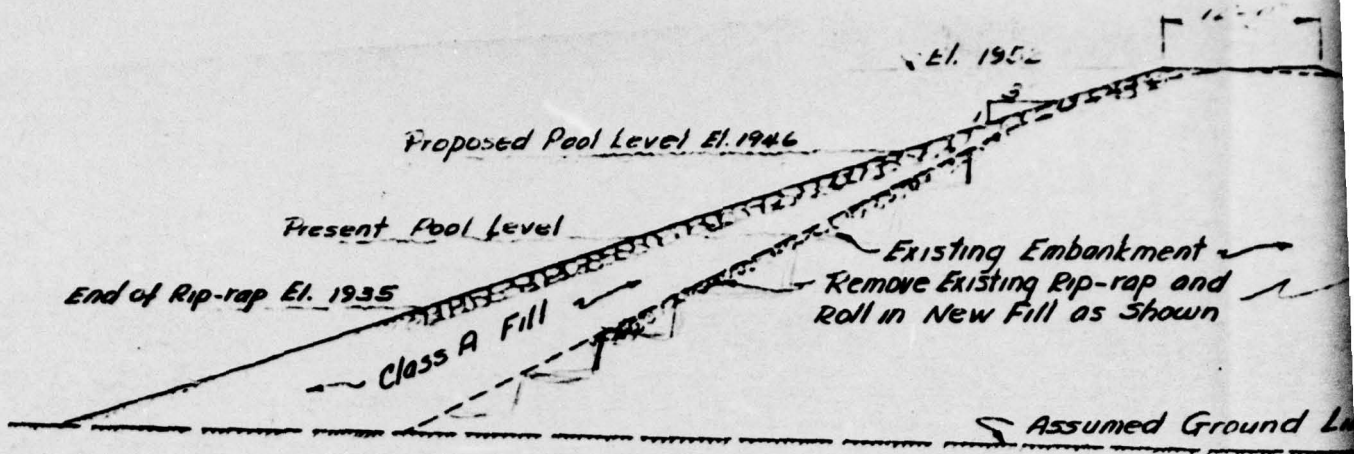 El. 1952
3
Proposed Pool Level El. 1946
Present Pool Level
Existing Embankment
End of Rip-rap El. 1935
Remove Existing Rip-rap and
Roll in New Fill as Shown
Class A Fill
Assumed Ground